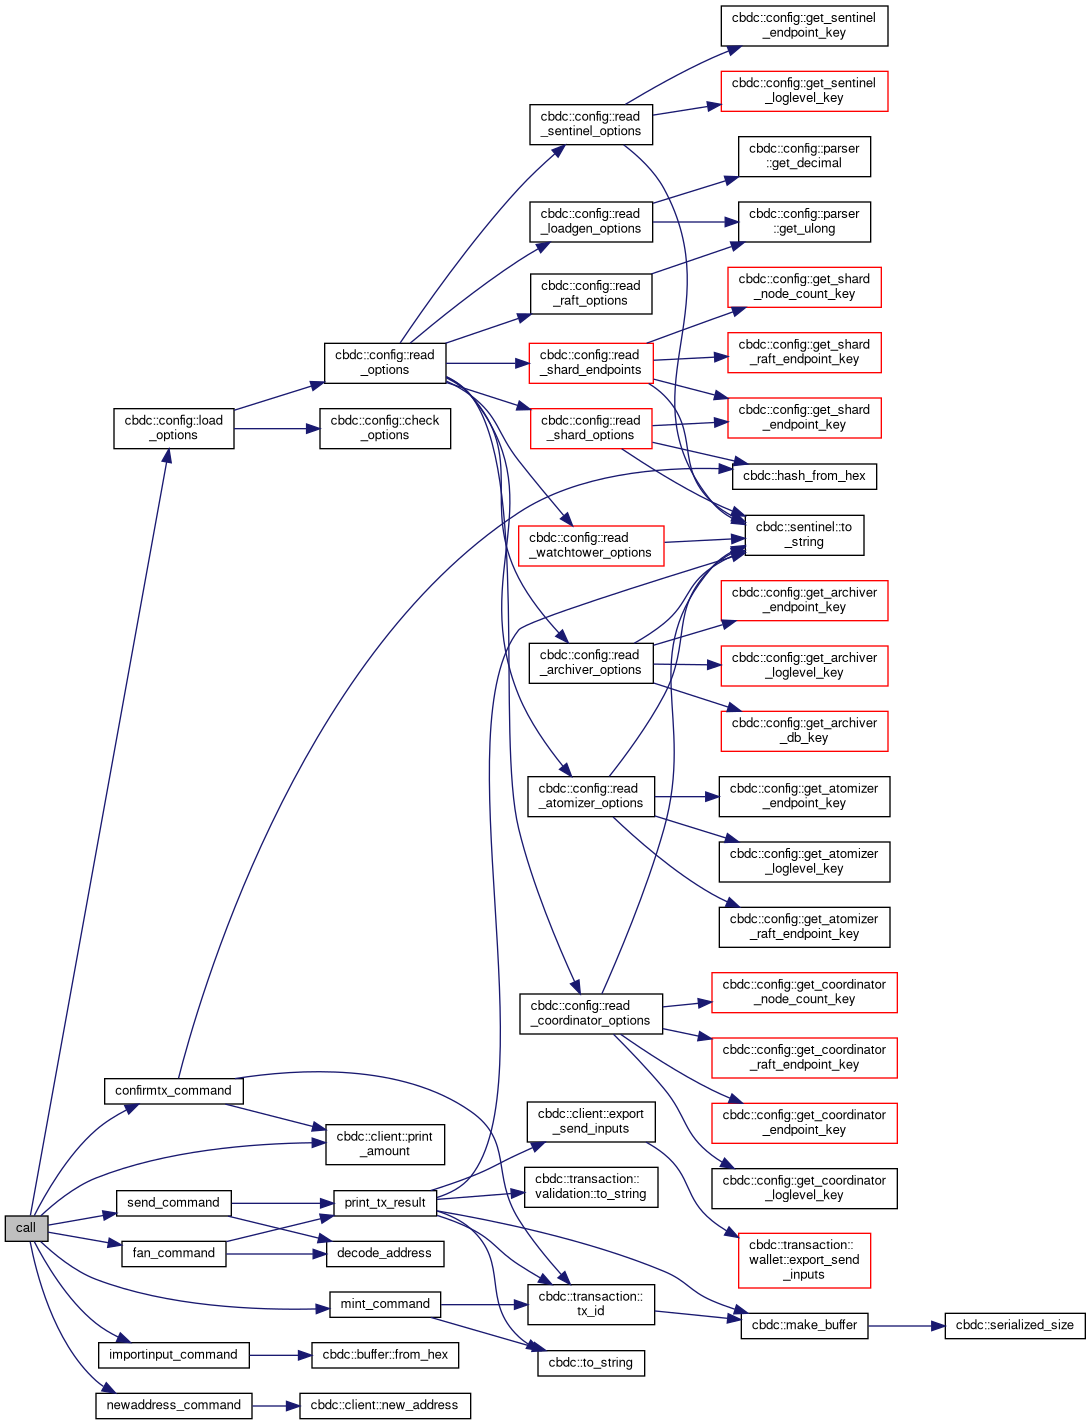 cbdc::config::get_sentinel
_endpoint_key
cbdc::config::get_sentinel
_loglevel_key
cbdc::config::read
_sentinel_options
cbdc::config::parser
::get_decimal
cbdc::config::read
_loadgen_options
cbdc::config::parser
::get_ulong
cbdc::config::read
_raft_options
cbdc::config::get_shard
_node_count_key
cbdc::config::read
_options
cbdc::config::read
_shard_endpoints
cbdc::config::get_shard
_raft_endpoint_key
cbdc::config::load
_options
cbdc::config::check
_options
cbdc::config::read
_shard_options
cbdc::config::get_shard
_endpoint_key
cbdc::hash_from_hex
cbdc::config::read
_watchtower_options
cbdc::sentinel::to
_string
cbdc::config::get_archiver
_endpoint_key
cbdc::config::read
_archiver_options
cbdc::config::get_archiver
_loglevel_key
cbdc::config::get_archiver
_db_key
cbdc::config::read
_atomizer_options
cbdc::config::get_atomizer
_endpoint_key
cbdc::config::get_atomizer
_loglevel_key
cbdc::config::get_atomizer
_raft_endpoint_key
cbdc::config::read
_coordinator_options
cbdc::config::get_coordinator
_node_count_key
cbdc::config::get_coordinator
_raft_endpoint_key
confirmtx_command
cbdc::config::get_coordinator
_endpoint_key
cbdc::client::print
_amount
cbdc::client::export
_send_inputs
cbdc::config::get_coordinator
_loglevel_key
cbdc::transaction::
validation::to_string
call
send_command
print_tx_result
fan_command
decode_address
cbdc::transaction::
wallet::export_send
_inputs
mint_command
cbdc::transaction::
tx_id
cbdc::make_buffer
cbdc::serialized_size
importinput_command
cbdc::buffer::from_hex
cbdc::to_string
newaddress_command
cbdc::client::new_address